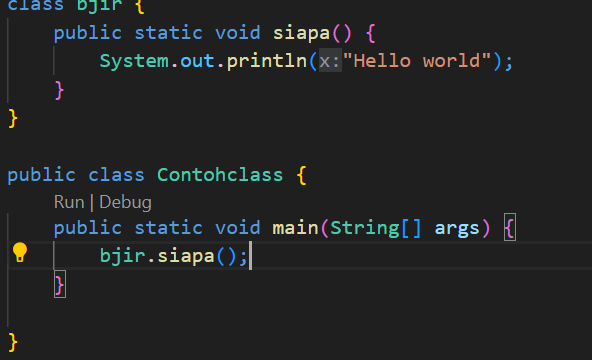 class bjir {
public static void siapa() {
System.out.println(x:"Hello world");
}
}
public class Contohclass {
Run | Debug
public static void main(String[] args) {
bjir.siapa();
}
}